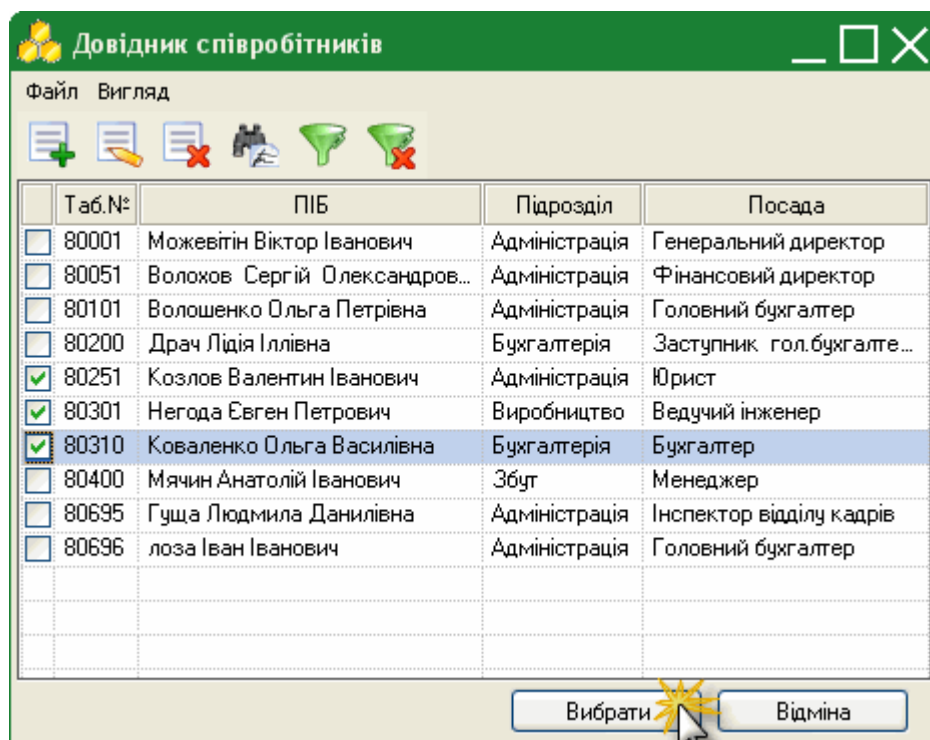 Довідник співробітників
Файл Вигляд
Таб.№ ПІБ Підрозділ Посада
80001 Можевітін Віктор Іванович Адміністрація Генеральний директор
80051 Волохов Сергій Олександров... Адміністрація Фінансовий директор
80101 Волошенко Ольга Петрівна Адміністрація Головний бухгалтер
80200 Драч Лідія Іллівна Бухгалтерія Заступник гол.бухгалте...
80251 Козлов Валентин Іванович Адміністрація Юрист
80301 Негода Євген Петрович Виробництво Ведучий інженер
80310 Коваленко Ольга Василівна Бухгалтерія Бухгалтер
80400 Мячин Анатолій Іванович Збут Менеджер
80695 Гуща Людмила Данилівна Адміністрація Інспектор відділу кадрів
80696 лоза Іван Іванович Адміністрація Головний бухгалтер
Вибрати Відміна